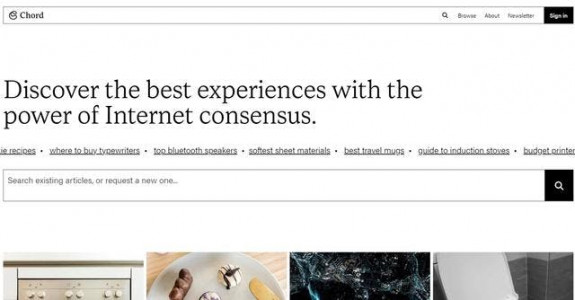 Chord
Browse About Newsletter Sign in
Discover the best experiences with the
power of Internet consensus.
ie recipes • where to buy typewriters • top bluetooth speakers • softest sheet materials • best travel mugs • guide to induction stoves • budget printer
Search existing articles, or request a new one...